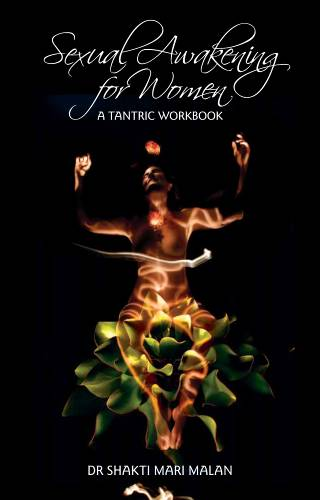 Sexual Awakening
for Women
A TANTRIC WORKBOOK
DR SHAKTI MARI MALAN